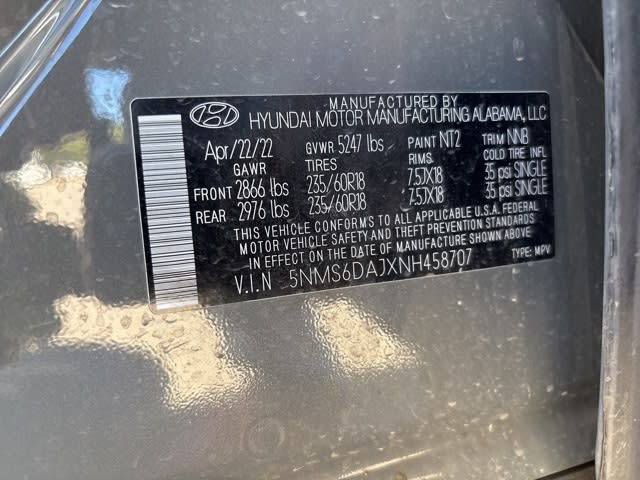 MANUFACTURED BY
HYUNDAI MOTOR MANUFACTURING ALABAMA, LLC
Apr/22/22 GVWR 5247 lbs PAINT NT2 TRIM NNB
GAWR TIRES RIMS COLD TIRE INFL
FRONT 2866 lbs 235/60R18 7.5JX18 35 psi SINGLE
REAR 2976 lbs 235/60R18 7.5JX18 35 psi SINGLE
THIS VEHICLE CONFORMS TO ALL APPLICABLE U.S.A. FEDERAL
MOTOR VEHICLE SAFETY AND THEFT PREVENTION STANDARDS
IN EFFECT ON THE DATE OF MANUFACTURE SHOWN ABOVE
V.I.N 5NMS6DAJXNH458707 TYPE: MPV